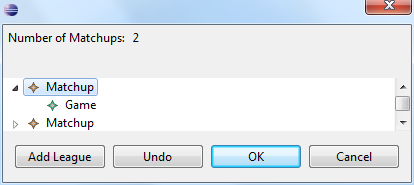 Number of Matchups: 2
Matchup
Game
Matchup
Add League Undo OK Cancel